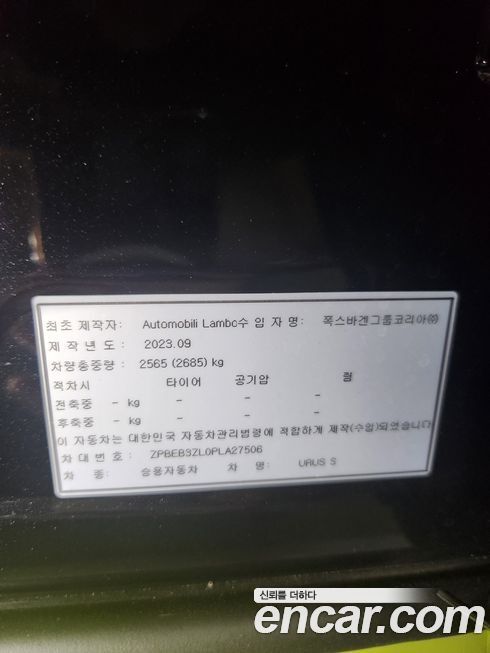 최초 제작자: Automobili Lambo수 입 자 명: 폭스바겐그룹코리아㈜
제 작 년 도: 2023.09
차량총중량: 2565 (2685) kg
적차시 타이어 공기압 림
전축중 - kg - - -
후축중 - kg - - -
이 자동차는 대한민국 자동차관리법령에 적합하게 제작(수입)되었습니다
차 대 번 호: ZPBEB3ZL0PLA27506
차 종: 승용자동차 차 명: URUS S
신뢰를 더하다
encar.com